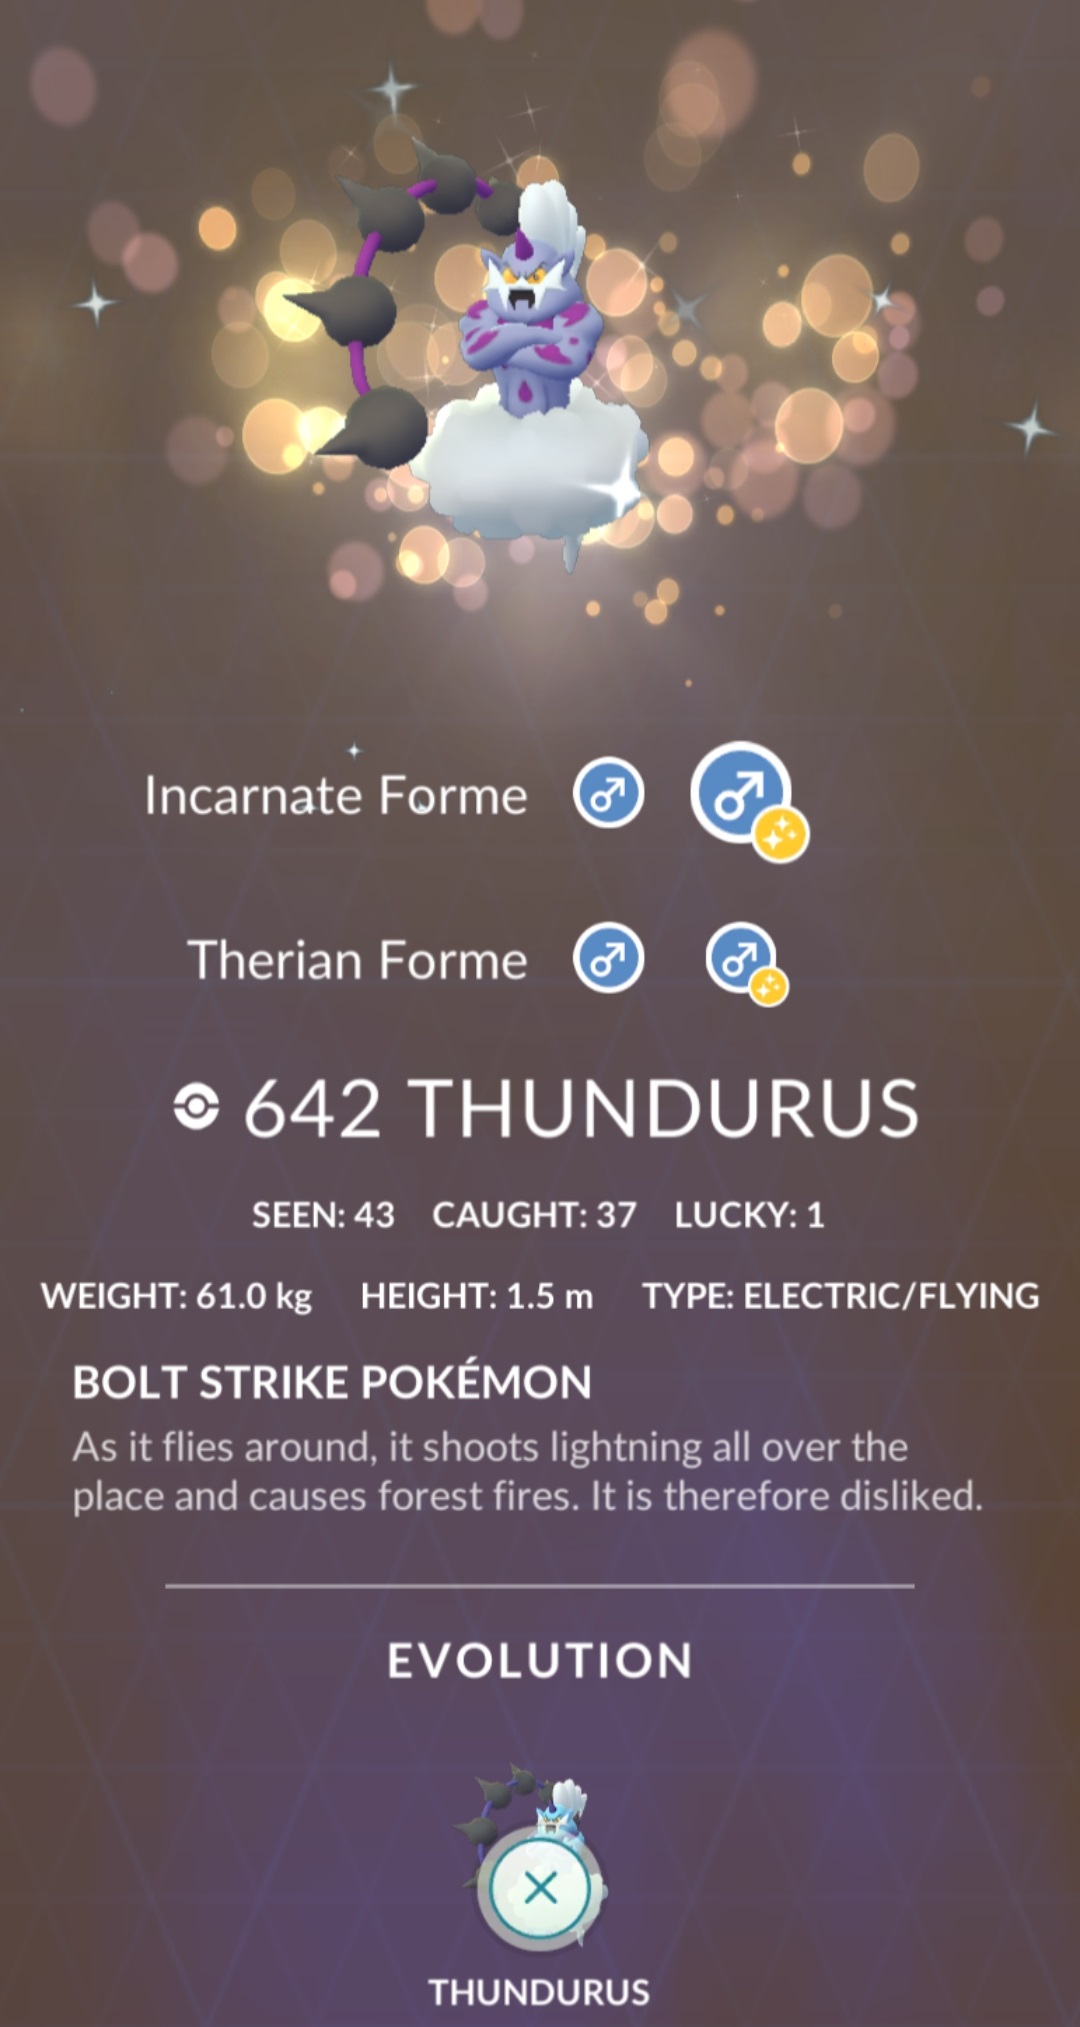 Incarnate Forme
Therian Forme
642 THUNDURUS
SEEN: 43 CAUGHT: 37 LUCKY: 1
WEIGHT: 61.0 kg HEIGHT: 1.5 m TYPE: ELECTRIC/FLYING
BOLT STRIKE POKÉMON
As it flies around, it shoots lightning all over the
place and causes forest fires. It is therefore disliked.
EVOLUTION
THUNDURUS